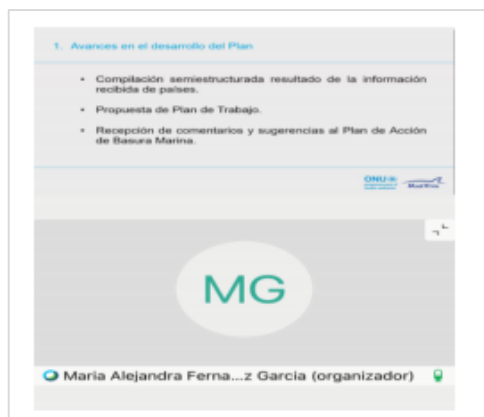 1. Avances en el desarrollo del Plan
• Compilación semiestructurada resultado de la información
recibida de países.
• Propuesta de Plan de Trabajo.
• Recepción de comentarios y sugerencias al Plan de Acción
de Basura Marina.
ONU
MG
Maria Alejandra Ferna...z Garcia (organizador)